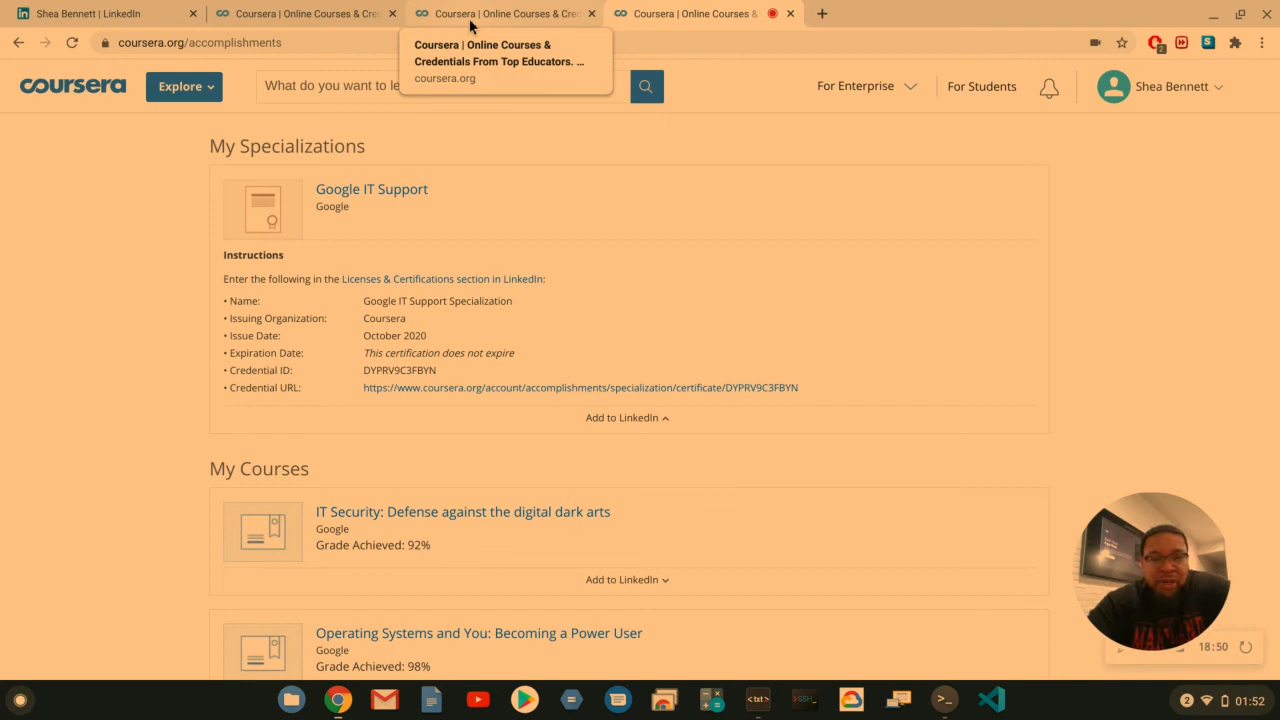 Shea Bennett | LinkedIn
Coursera | Online Courses & Cre
Coursera | Online Courses & Cre
Coursera | Online Courses &
coursera.org/accomplishments
Coursera | Online Courses &
Credentials From Top Educators. ...
coursera.org
2
coursera
Explore
What do you want to le
For Enterprise
For Students
Shea Bennett
My Specializations
Google IT Support
Google
Instructions
Enter the following in the Licenses & Certifications section in LinkedIn:
• Name: Google IT Support Specialization
• Issuing Organization: Coursera
• Issue Date: October 2020
• Expiration Date: This certification does not expire
• Credential ID: DYPRV9C3FBYN
• Credential URL: https://www.coursera.org/account/accomplishments/specialization/certificate/DYPRV9C3FBYN
Add to LinkedIn
My Courses
IT Security: Defense against the digital dark arts
Google
Grade Achieved: 92%
Add to LinkedIn
Operating Systems and You: Becoming a Power User
Google
Grade Achieved: 98%
18:50
<txt>
>SSH_
>_
2
01:52